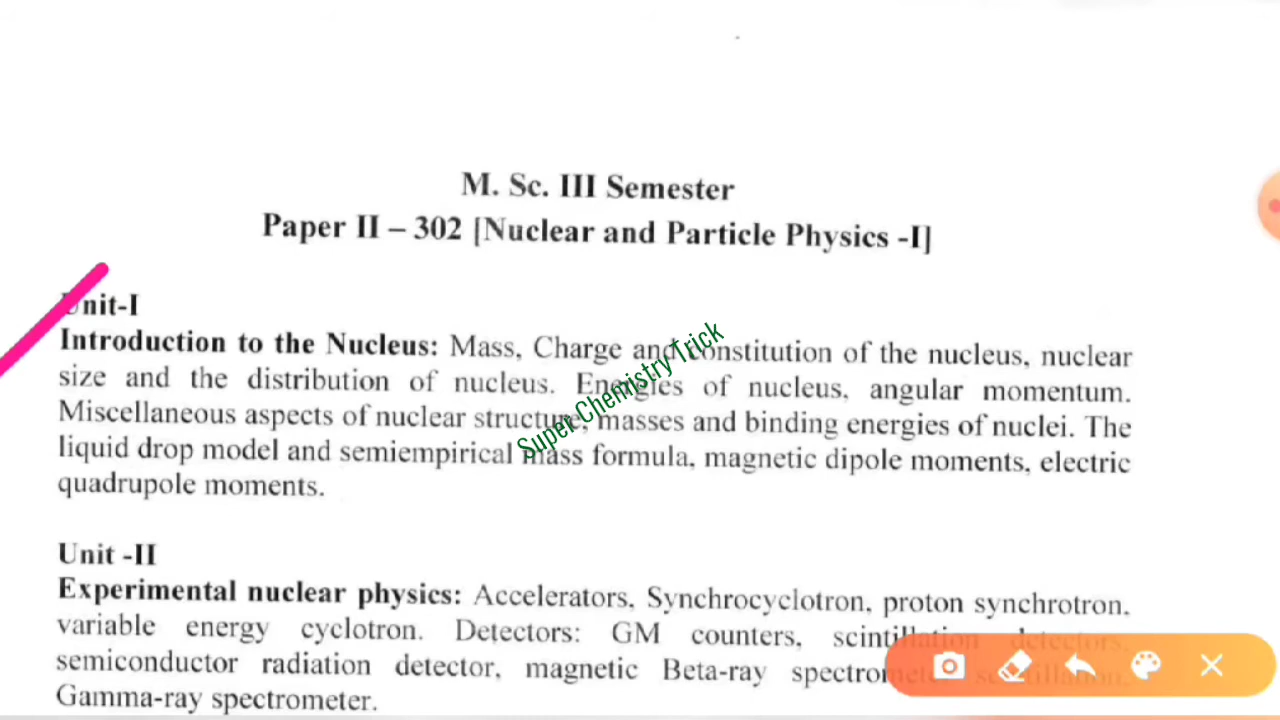 M. Sc. III Semester
Paper II – 302 [Nuclear and Particle Physics -I]
Unit-I
Introduction to the Nucleus: Mass, Charge and constitution of the nucleus, nuclear
size and the distribution of nucleus. Energies of nucleus, angular momentum.
Miscellaneous aspects of nuclear structure, masses and binding energies of nuclei. The
liquid drop model and semiempirical mass formula, magnetic dipole moments, electric
quadrupole moments.
Super Chemistry Trick
Unit -II
Experimental nuclear physics: Accelerators, Synchrocyclotron, proton synchrotron.
variable energy cyclotron. Detectors: GM counters, scintillation detectors,
semiconductor radiation detector, magnetic Beta-ray spectrometer, scintillation
Gamma-ray spectrometer.